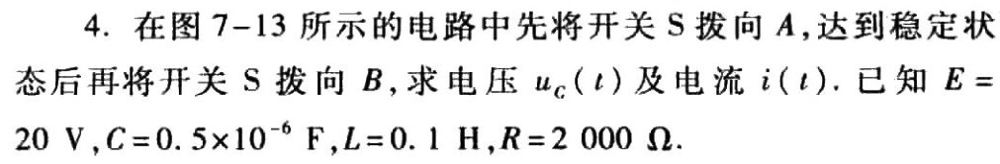 4. 在图 7-13 所示的电路中先将开关 S 拨向 A,达到稳定状
态后再将开关 S 拨向 B,求电压 u_C(t)及电流 i(t). 已知 E =
20 V,C=0.5×10⁻⁶ F,L=0.1 H,R=2 000 Ω.